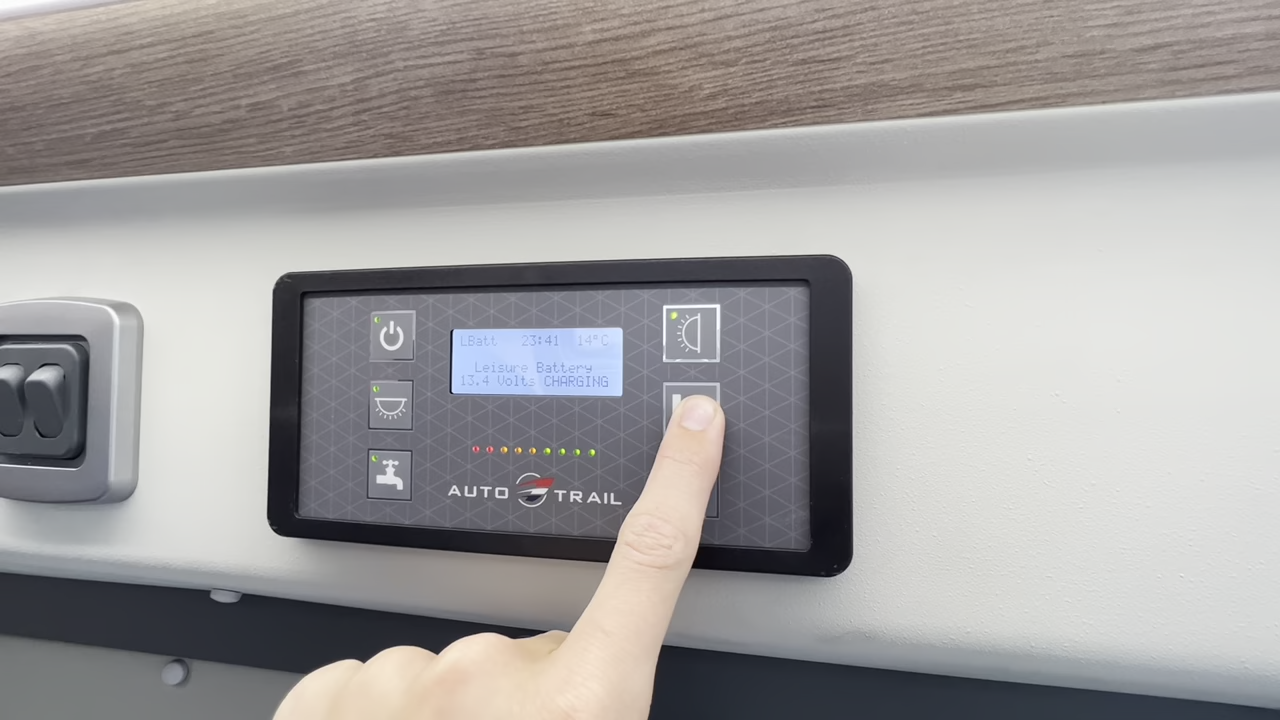 LBatt 23:41 14°C
Leisure Battery
13.4 Volts CHARGING
AUTO TRAIL